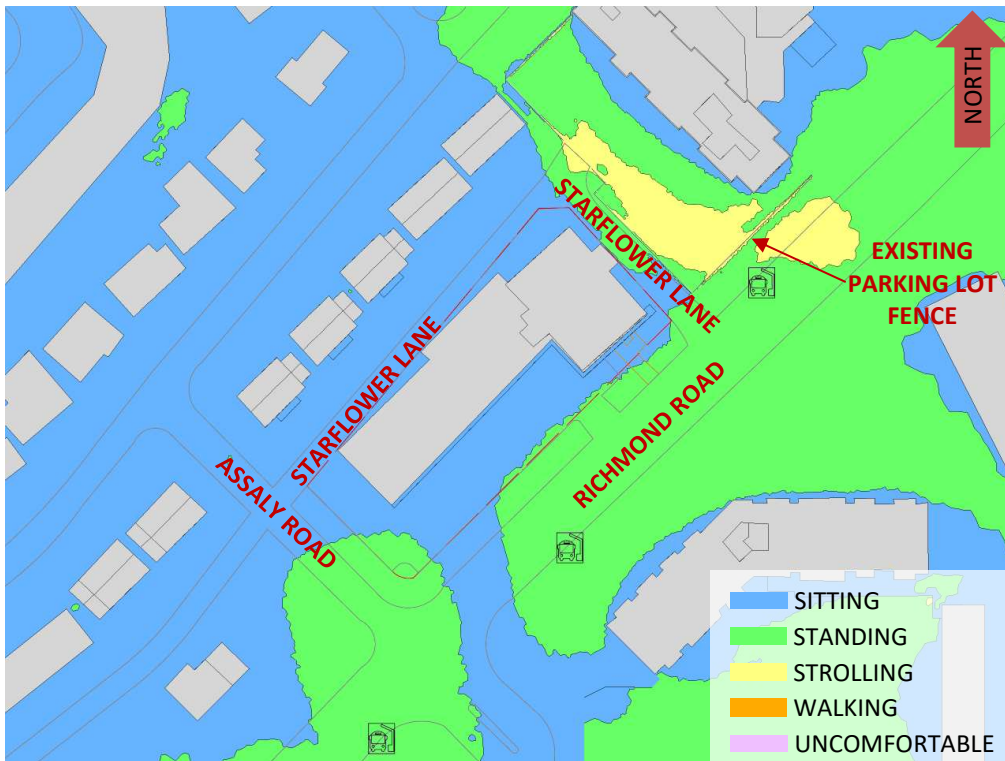 NORTH
STARFLOWER LANE
EXISTING
PARKING LOT
FENCE
STARFLOWER LANE
RICHMOND ROAD
ASSALY ROAD
SITTING
STANDING
STROLLING
WALKING
UNCOMFORTABLE